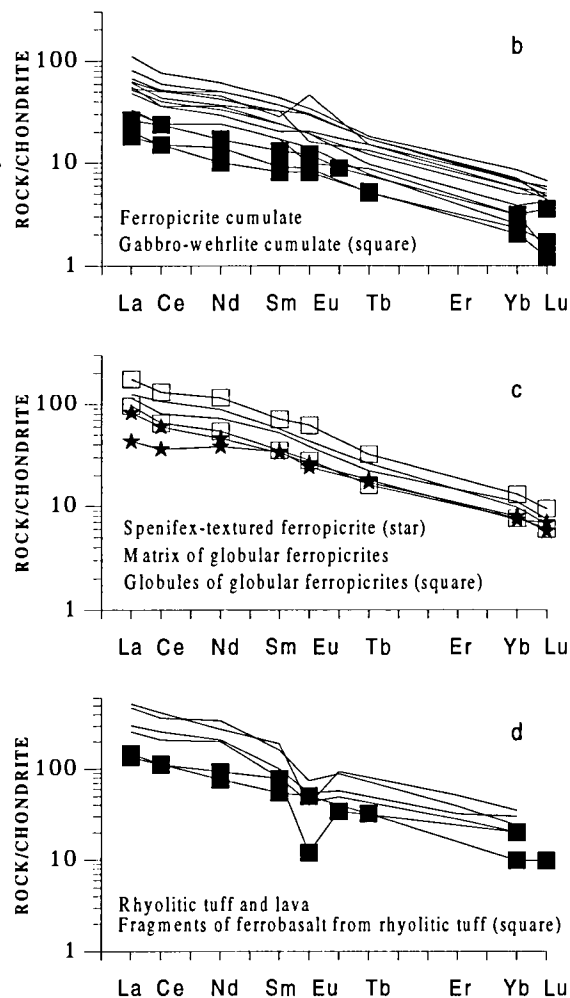 b
ROCK/CHONDRITE
100
10
1
Ferropicrite cumulate
Gabbro-wehrlite cumulate (square)
La Ce Nd Sm Eu Tb Er Yb Lu
c
ROCK/CHONDRITE
100
10
1
Spenifex-textured ferropicrite (star)
Matrix of globular ferropicrites
Globules of globular ferropicrites (square)
La Ce Nd Sm Eu Tb Er Yb Lu
d
ROCK/CHONDRITE
100
10
1
Rhyolitic tuff and lava
Fragments of ferrobasalt from rhyolitic tuff (square)
La Ce Nd Sm Eu Tb Er Yb Lu